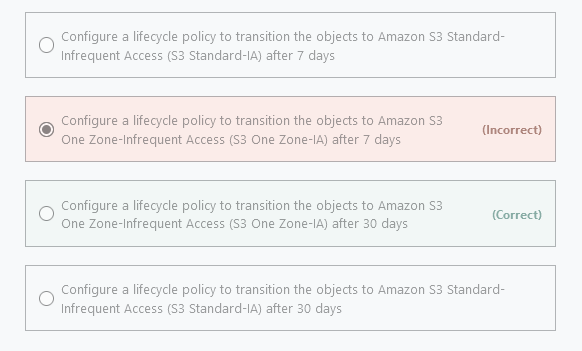 Configure a lifecycle policy to transition the objects to Amazon S3 Standard-
Infrequent Access (S3 Standard-IA) after 7 days
Configure a lifecycle policy to transition the objects to Amazon S3
One Zone-Infrequent Access (S3 One Zone-IA) after 7 days
(Incorrect)
Configure a lifecycle policy to transition the objects to Amazon S3
One Zone-Infrequent Access (S3 One Zone-IA) after 30 days
(Correct)
Configure a lifecycle policy to transition the objects to Amazon S3 Standard-
Infrequent Access (S3 Standard-IA) after 30 days